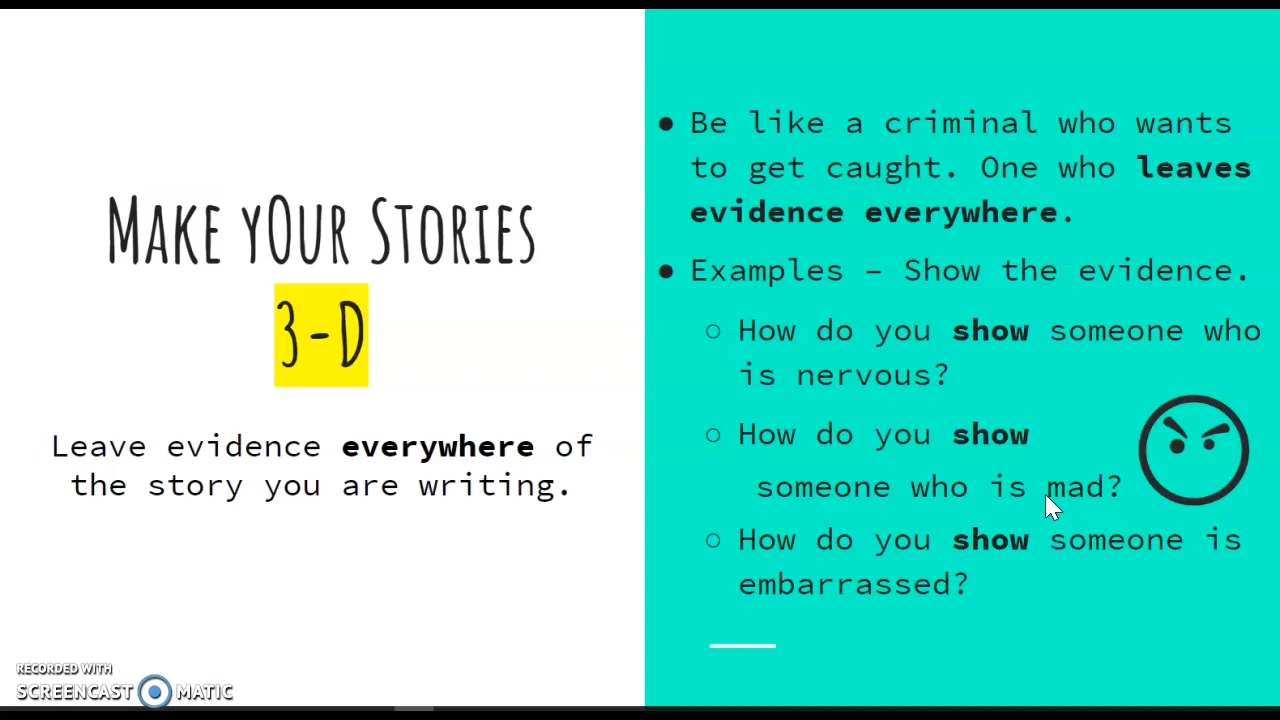 MAKE yOUR STORIES
3-D
Leave evidence everywhere of
the story you are writing.
● Be like a criminal who wants
to get caught. One who leaves
evidence everywhere.
● Examples – Show the evidence.
○ How do you show someone who
is nervous?
○ How do you show
someone who is mad?
○ How do you show someone is
embarrassed?
RECORDED WITH
SCREENCAST MATIC